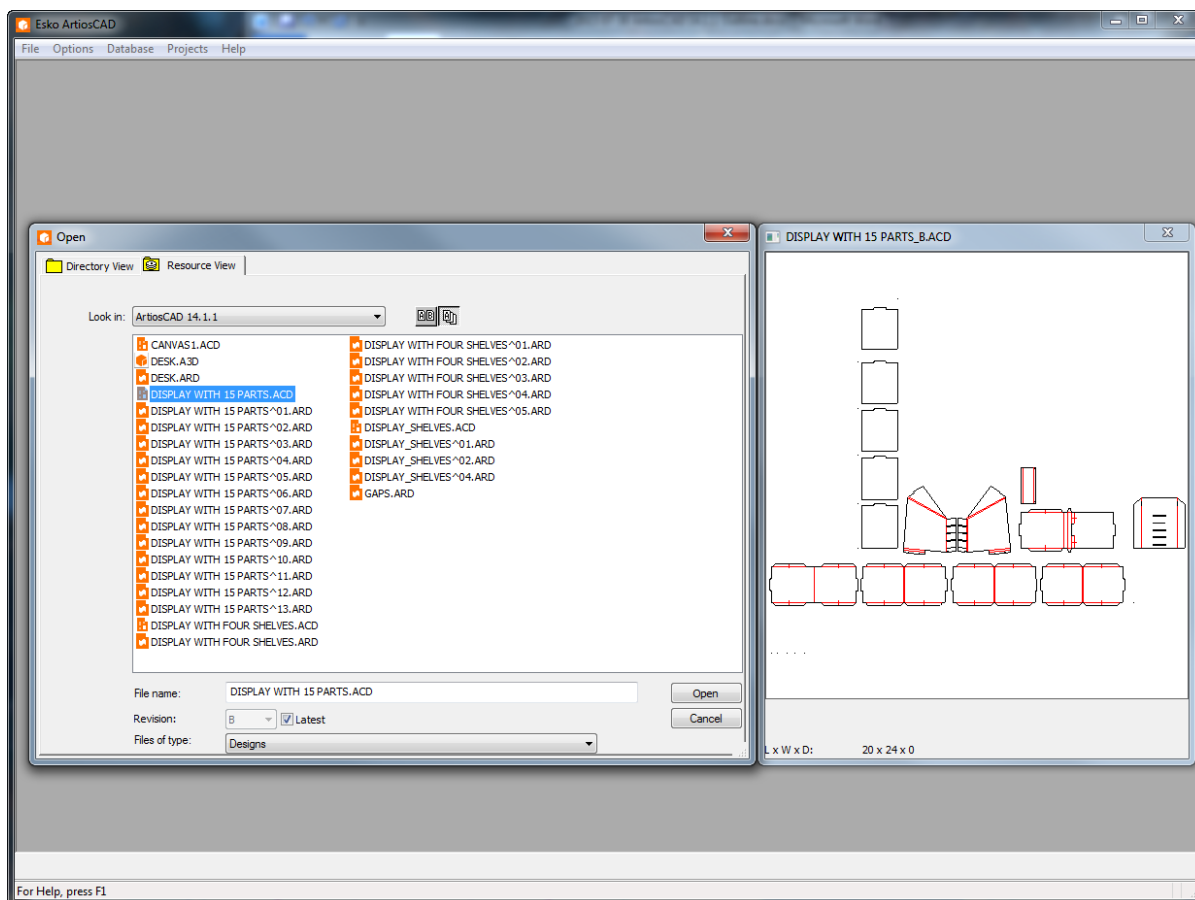 Esko ArtiosCAD
File Options Database Projects Help
Open
Directory View Resource View
Look in: ArtiosCAD 14.1.1
CANVAS1.ACD
DESK.A3D
DESK.ARD
DISPLAY WITH 15 PARTS.ACD
DISPLAY WITH 15 PARTS^01.ARD
DISPLAY WITH 15 PARTS^02.ARD
DISPLAY WITH 15 PARTS^03.ARD
DISPLAY WITH 15 PARTS^04.ARD
DISPLAY WITH 15 PARTS^05.ARD
DISPLAY WITH 15 PARTS^06.ARD
DISPLAY WITH 15 PARTS^07.ARD
DISPLAY WITH 15 PARTS^08.ARD
DISPLAY WITH 15 PARTS^09.ARD
DISPLAY WITH 15 PARTS^10.ARD
DISPLAY WITH 15 PARTS^11.ARD
DISPLAY WITH 15 PARTS^12.ARD
DISPLAY WITH 15 PARTS^13.ARD
DISPLAY WITH FOUR SHELVES.ACD
DISPLAY WITH FOUR SHELVES.ARD
DISPLAY WITH FOUR SHELVES^01.ARD
DISPLAY WITH FOUR SHELVES^02.ARD
DISPLAY WITH FOUR SHELVES^03.ARD
DISPLAY WITH FOUR SHELVES^04.ARD
DISPLAY WITH FOUR SHELVES^05.ARD
DISPLAY_SHELVES.ACD
DISPLAY_SHELVES^01.ARD
DISPLAY_SHELVES^02.ARD
DISPLAY_SHELVES^04.ARD
GAPS.ARD
File name: DISPLAY WITH 15 PARTS.ACD Open
Revision: B Latest Cancel
Files of type: Designs
DISPLAY WITH 15 PARTS_B.ACD
L x W x D: 20 x 24 x 0
For Help, press F1